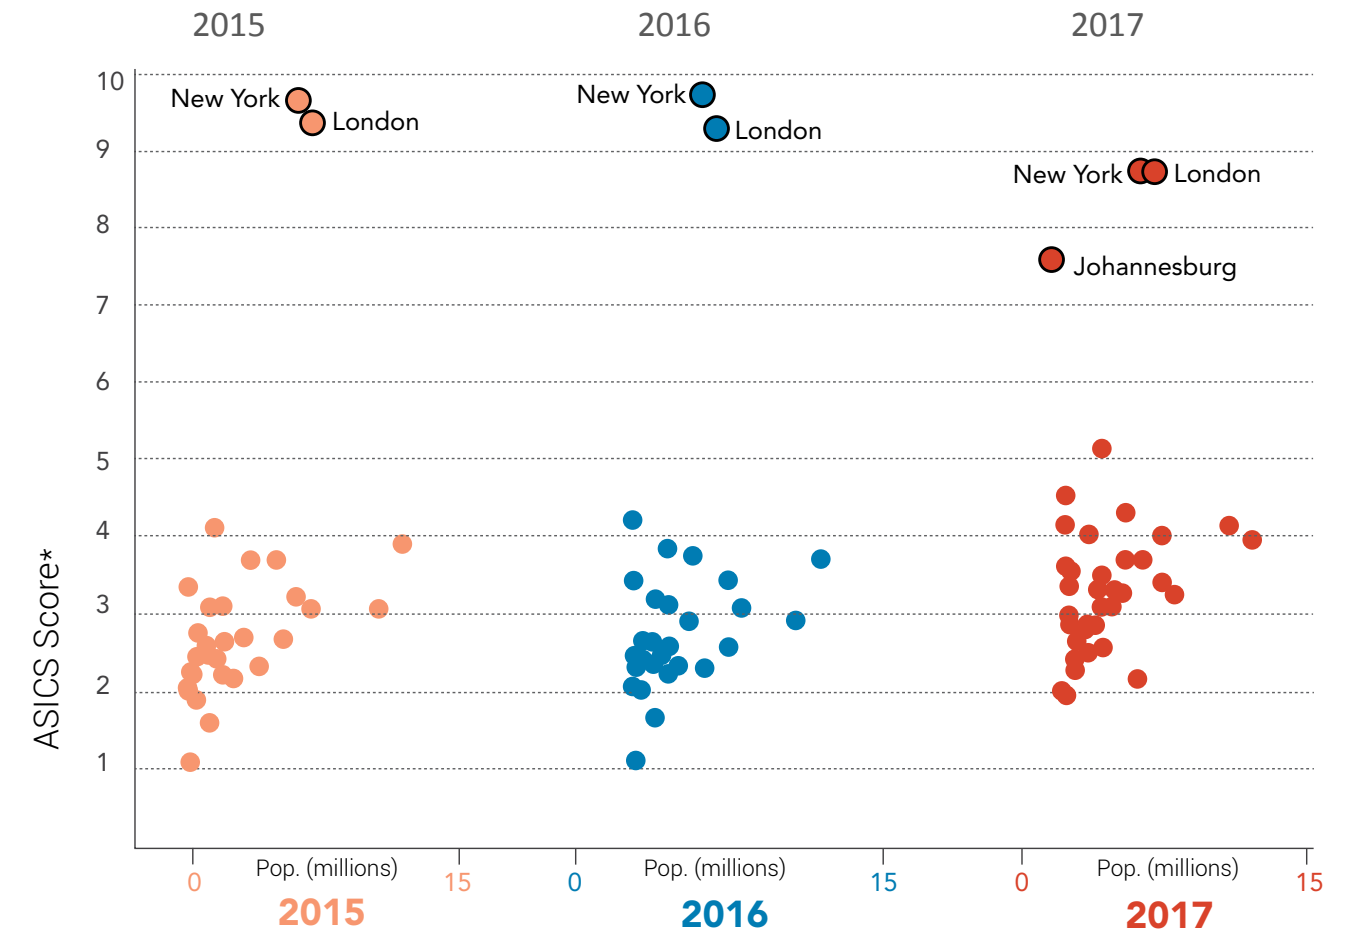 2015 2016 2017
10
New York
London
New York
London
9
New York
London
8
Johannesburg
7
6
5
4
3
2
1
ASICS Score*
Pop. (millions) Pop. (millions) Pop. (millions)
0 15 0 15 0 15
2015 2016 2017